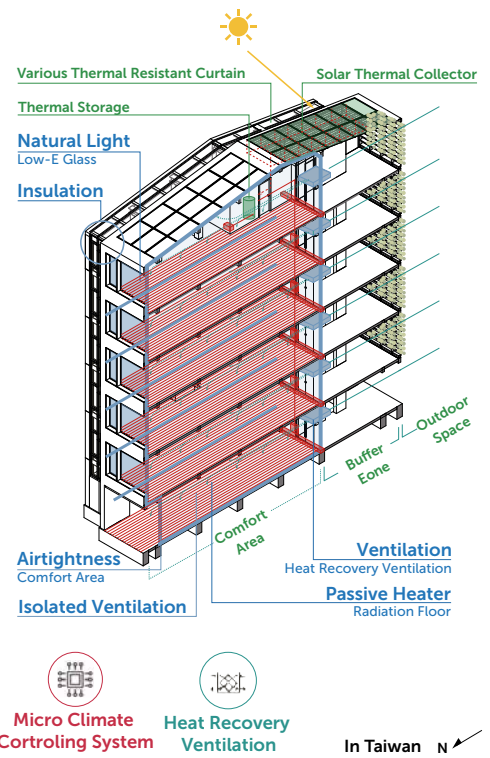 Various Thermal Resistant Curtain
Solar Thermal Collector
Thermal Storage
Natural Light
Low-E Glass
Insulation
Outdoor
Space
Buffer
Eone
Comfort
Area
Airtightness
Comfort Area
Ventilation
Heat Recovery Ventilation
Isolated Ventilation
Passive Heater
Radiation Floor
Micro Climate
Cortroling System
Heat Recovery
Ventilation
In Taiwan N